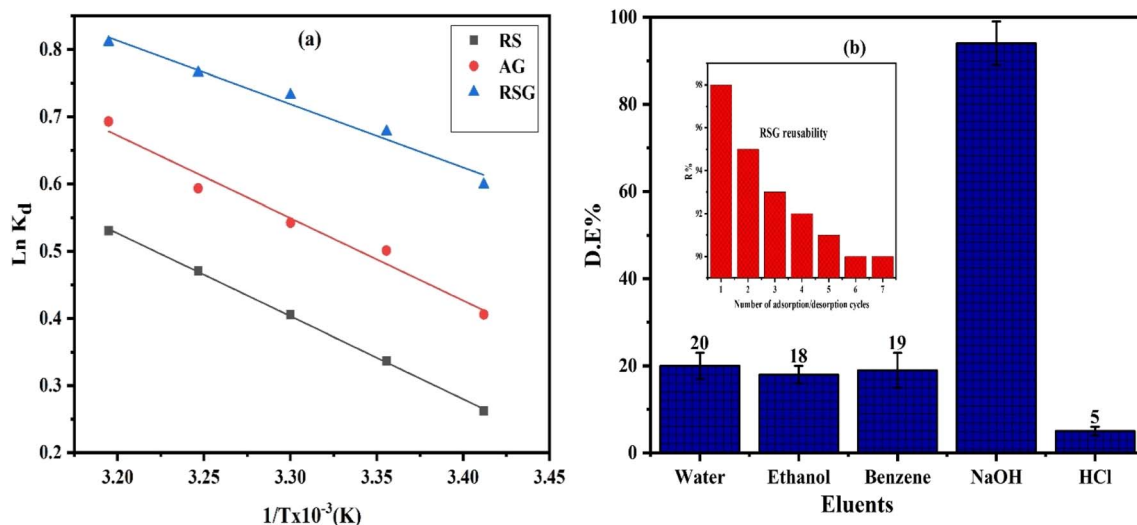 (a)
RS
AG
RSG
0.8
0.7
0.6
0.5
0.4
0.3
0.2
Ln K_d
3.20 3.25 3.30 3.35 3.40 3.45
1/Tx10⁻³(K)
(b)
100
80
60
40
20
0
D.E%
RSG reusability
98
96
94
92
90
R %
1 2 3 4 5 6 7
Number of adsorption/desorption cycles
20 18 19 5
Water Ethanol Benzene NaOH HCl
Eluents